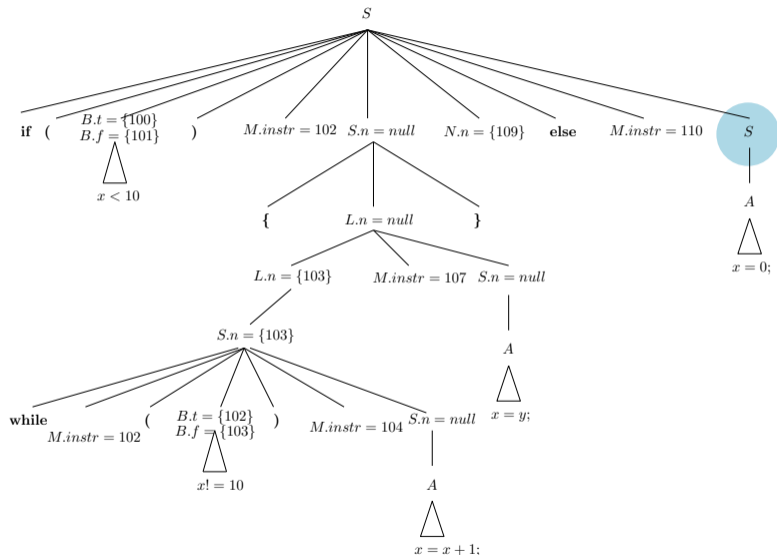 S
if ( B.t = {100} ) M.instr = 102 S.n = null N.n = {109} else M.instr = 110 S
B.f = {101}
x < 10
A
x = 0;
{ L.n = null }
L.n = {103} M.instr = 107 S.n = null
S.n = {103}
A
x = y;
while M.instr = 102 ( B.t = {102} ) M.instr = 104 S.n = null
B.f = {103}
x! = 10
A
x = x + 1;